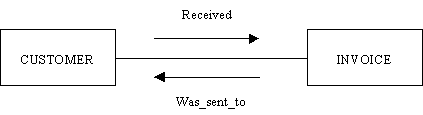 Received
CUSTOMER
INVOICE
Was_sent_to